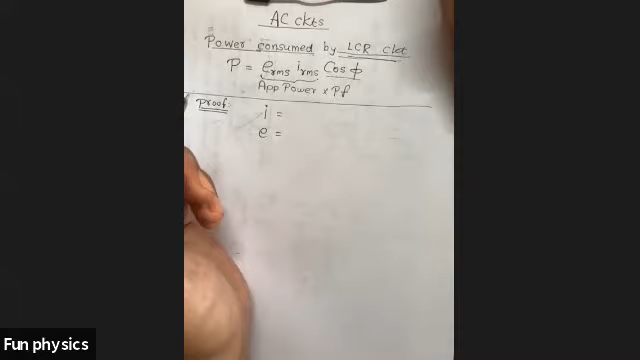 AC ckts
Power consumed by LCR ckt
P = erms irms Cos φ
App Power x Pf
Proof:
i =
e =
Fun physics